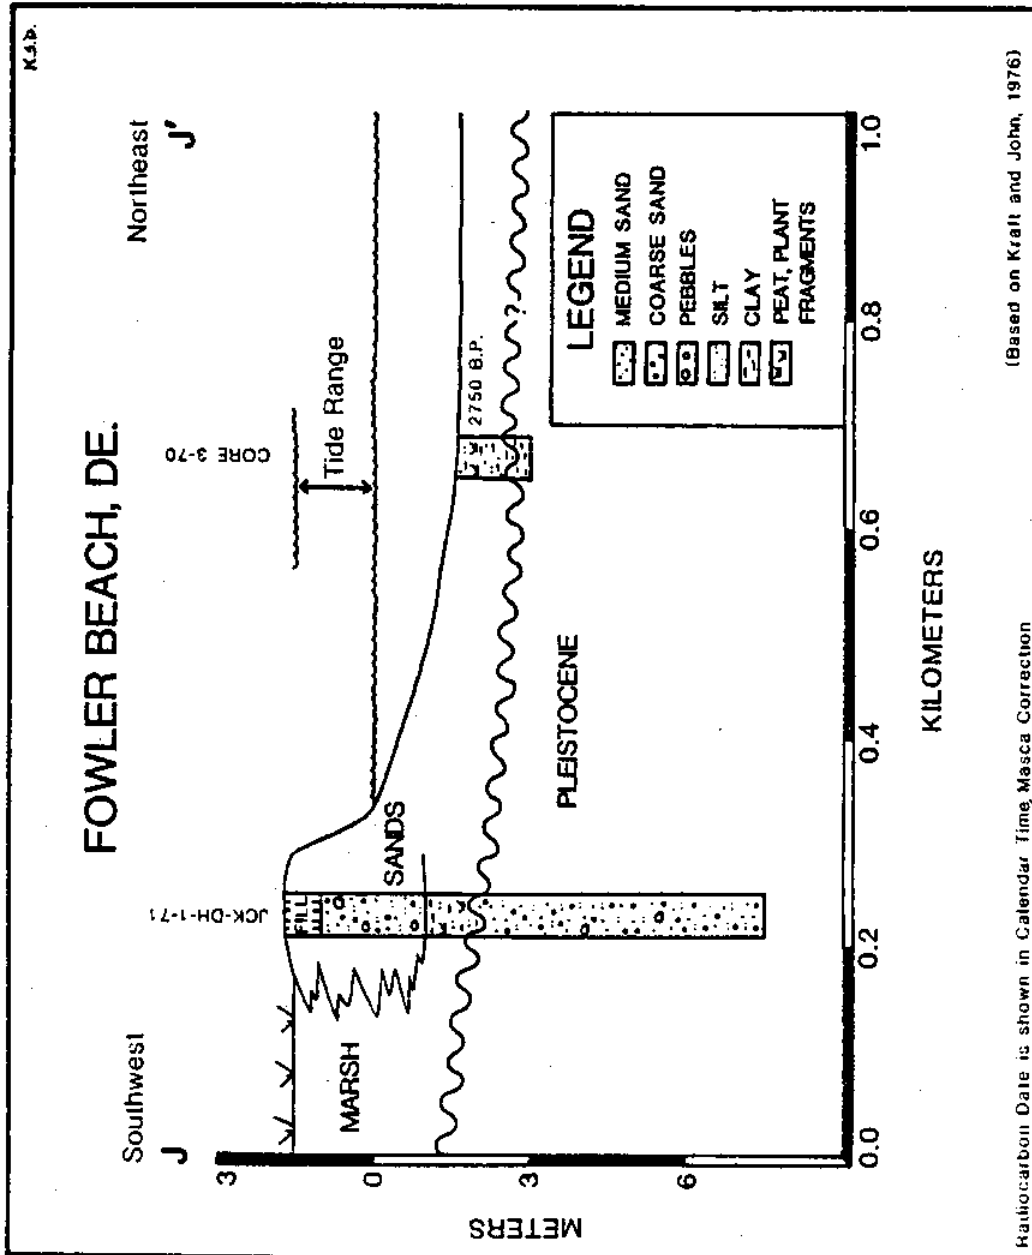 K.s.b.
FOWLER BEACH, DE.
Southwest
Northeast
J
J'
JCK-DH-1-71
CORE 3-70
Tide Range
FILL
MARSH
SANDS
2750 B.P.
?
PLEISTOCENE
LEGEND
MEDIUM SAND
COARSE SAND
PEBBLES
SILT
CLAY
PEAT, PLANT
FRAGMENTS
METERS
3
0
3
6
0.0
0.2
0.4
0.6
0.8
1.0
KILOMETERS
Radiocarbon Date is shown in Calendar Time, Masca Correction
(Based on Kraft and John, 1976)